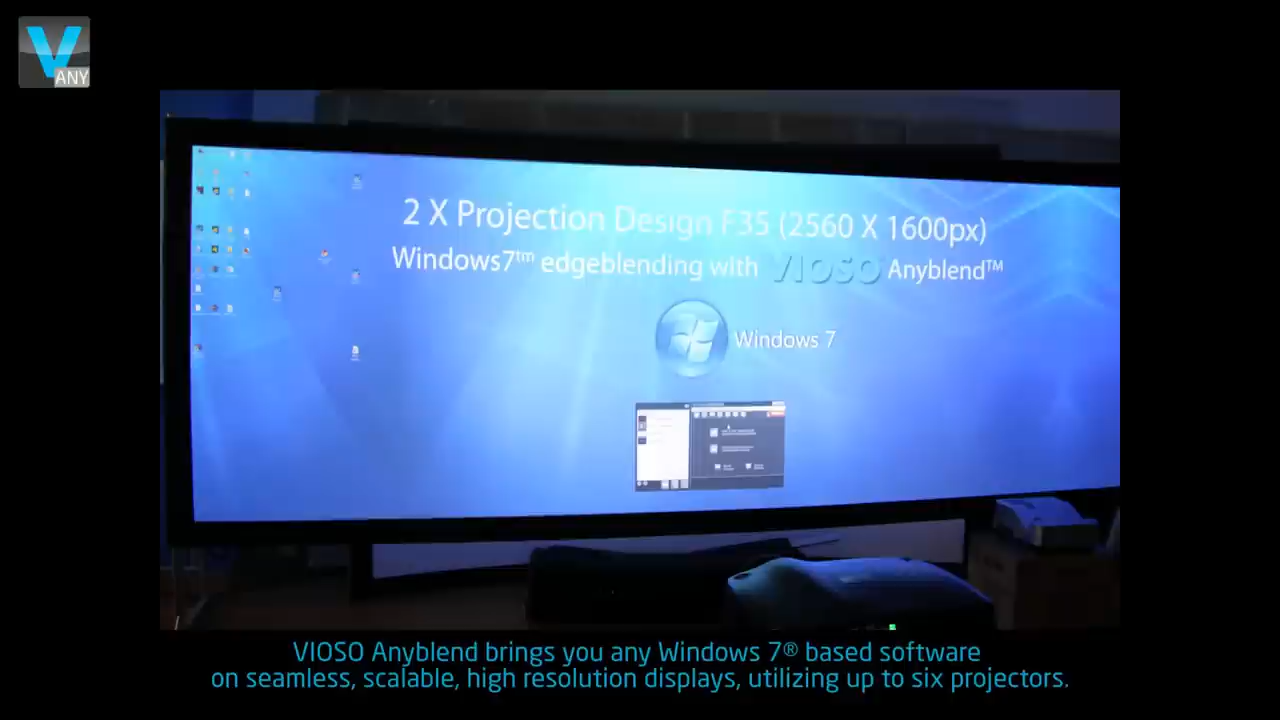 V
ANY
2 X Projection Design F35 (2560 X 1600px)
Windows7™ edgeblending with VIOSO Anyblend™
Windows 7
VIOSO Anyblend brings you any Windows 7® based software
on seamless, scalable, high resolution displays, utilizing up to six projectors.